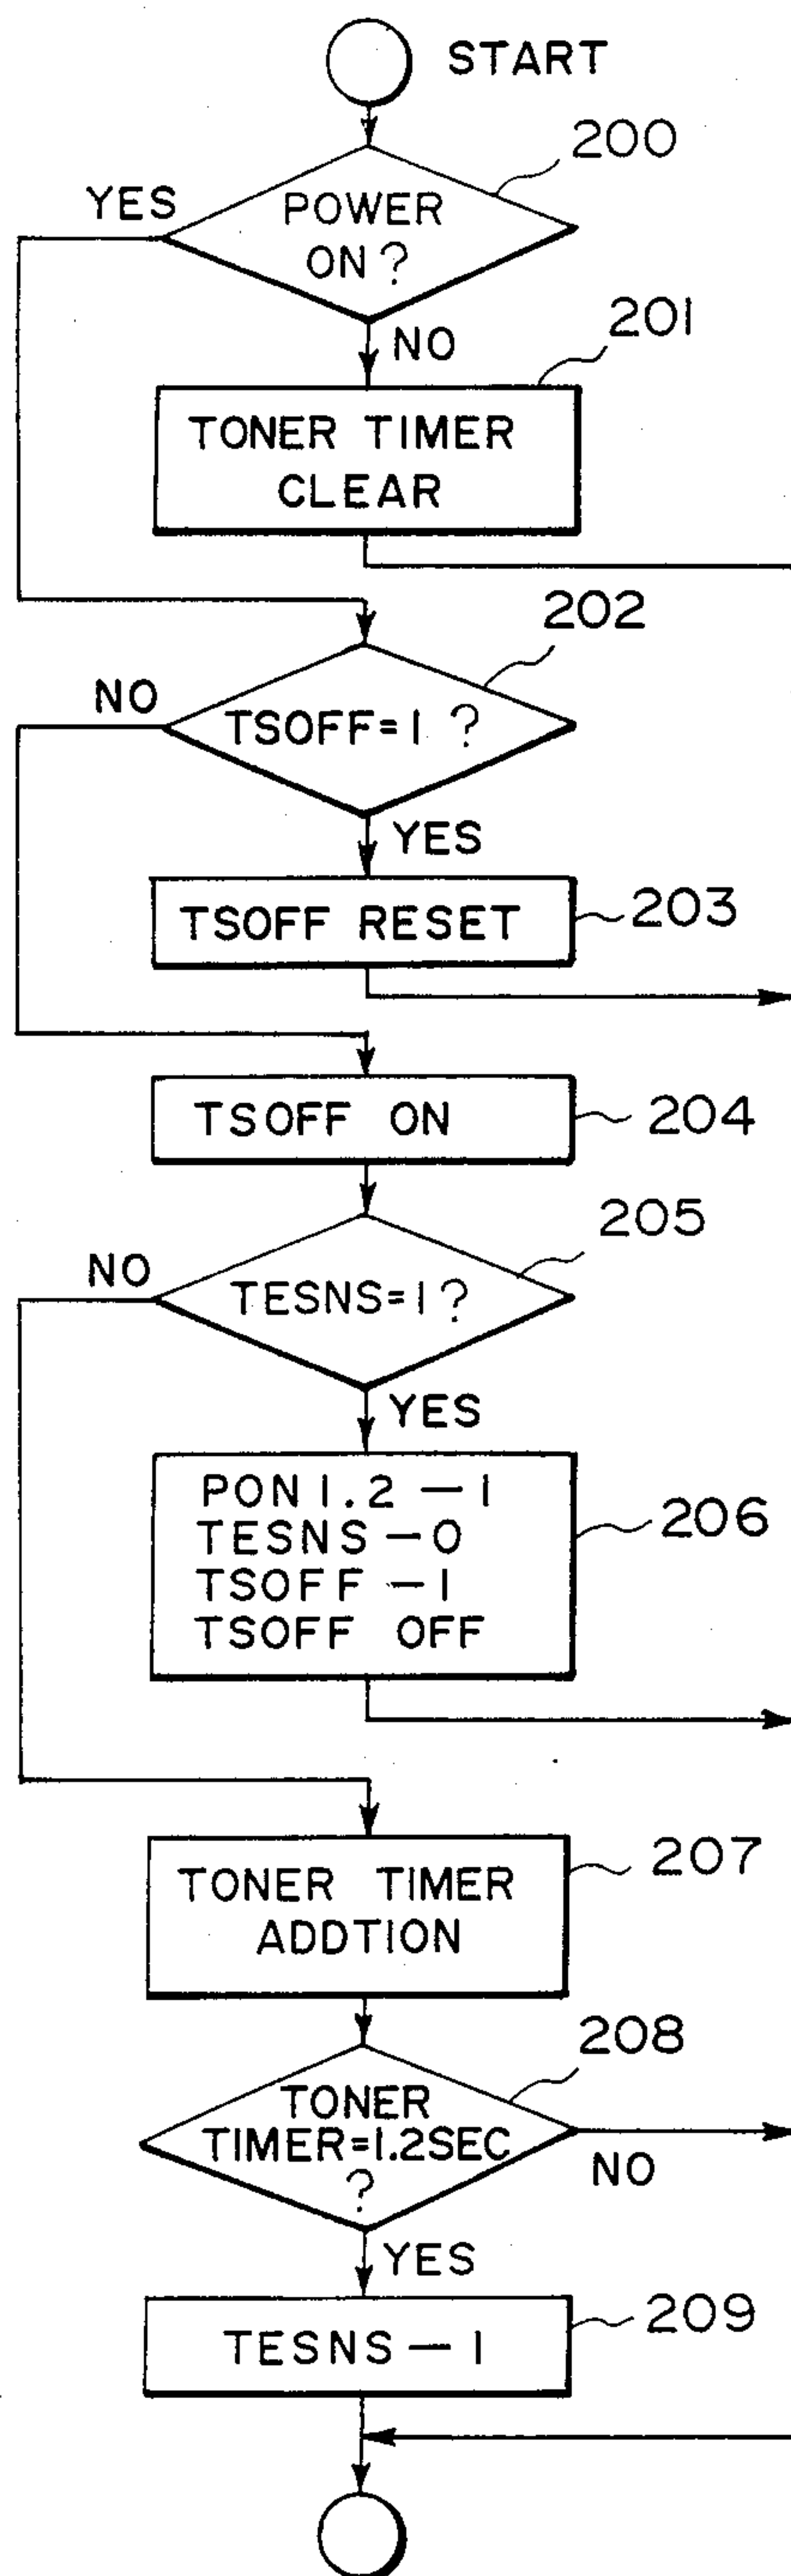 START
200
YES
POWER
ON?
NO
201
TONER TIMER
CLEAR
202
NO
TSOFF=1 ?
YES
TSOFF RESET
203
TSOFF ON
204
205
NO
TESNS=1?
YES
PON1.2-1
TESNS-0
TSOFF-1
TSOFF OFF
206
TONER TIMER
ADDTION
207
208
TONER
TIMER=1.2SEC
?
NO
YES
TESNS-1
209